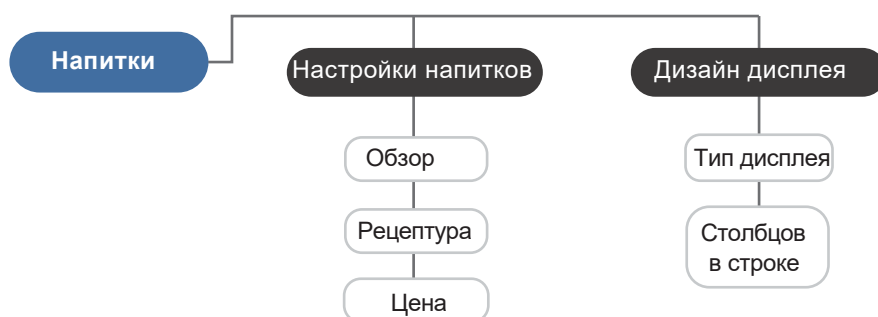 Напитки
Настройки напитков
Дизайн дисплея
Обзор
Тип дисплея
Рецептура
Столбцов
в строке
Цена